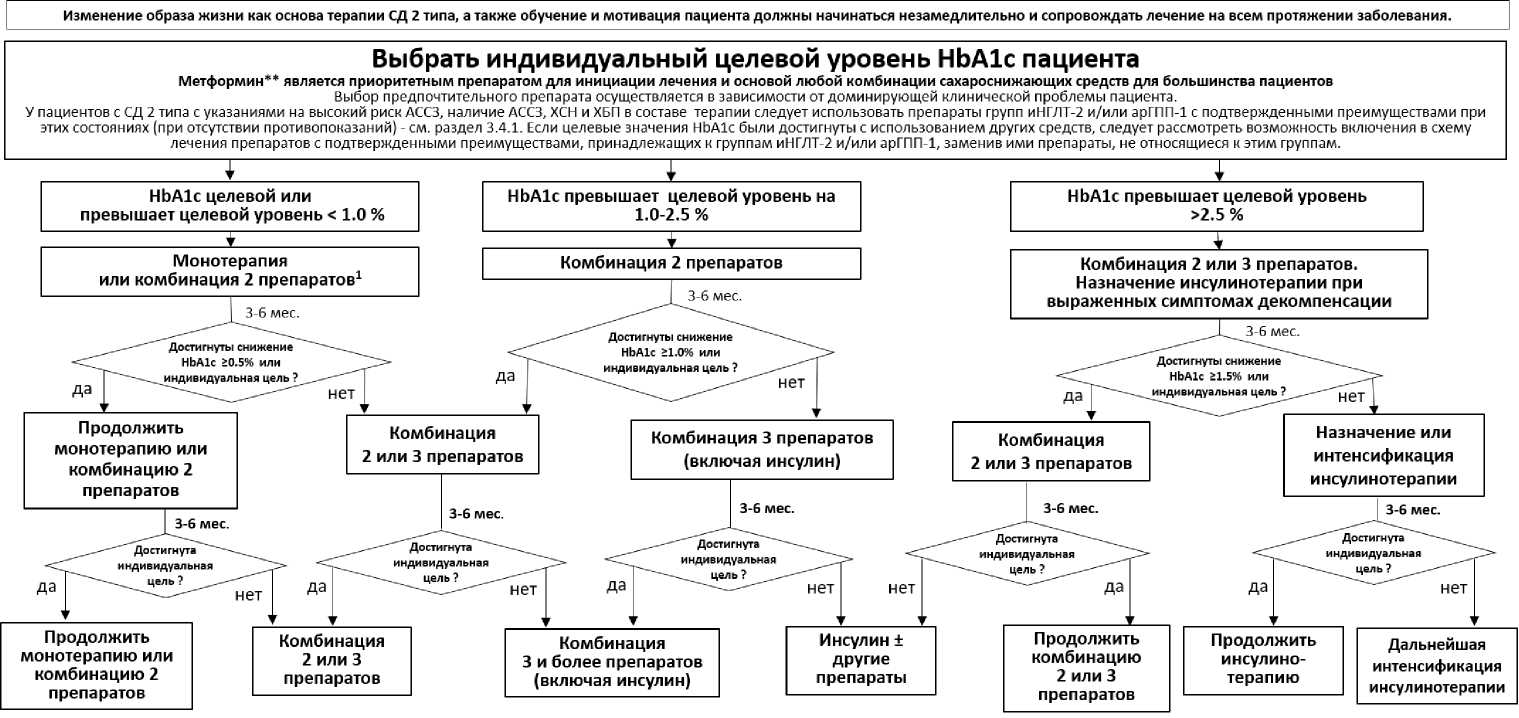 Изменение образа жизни как основа терапии СД 2 типа, а также обучение и мотивация пациента должны начинаться незамедлительно и сопровождать лечение на всем протяжении заболевания.
Выбрать индивидуальный целевой уровень HbA1c пациента
Метформин** является приоритетным препаратом для инициации лечения и основой любой комбинации сахароснижающих средств для большинства пациентов
Выбор предпочтительного препарата осуществляется в зависимости от доминирующей клинической проблемы пациента.
У пациентов с СД 2 типа с указаниями на высокий риск АССЗ, наличие АССЗ, ХСН и ХБП в составе терапии следует использовать препараты групп иНГЛТ-2 и/или арГПП-1 с подтвержденными преимуществами при
этих состояниях (при отсутствии противопоказаний) - см. раздел 3.4.1. Если целевые значения HbA1c были достигнуты с использованием других средств, следует рассмотреть возможность включения в схему
лечения препаратов с подтвержденными преимуществами, принадлежащих к группам иНГЛТ-2 и/или арГПП-1, заменив ими препараты, не относящиеся к этим группам.
HbA1c целевой или
превышает целевой уровень < 1.0 %
HbA1c превышает целевой уровень на
1.0-2.5 %
HbA1c превышает целевой уровень
>2.5 %
Монотерапия
или комбинация 2 препаратов1
Комбинация 2 препаратов
Комбинация 2 или 3 препаратов.
Назначение инсулинотерапии при
выраженных симптомах декомпенсации
3-6 мес.
3-6 мес.
3-6 мес.
Достигнуты снижение
HbA1c ≥0.5% или
индивидуальная цель ?
Достигнуты снижение
HbA1c ≥1.0% или
индивидуальная цель ?
Достигнуты снижение
HbA1c ≥1.5% или
индивидуальная цель ?
да
нет
да
нет
да
нет
Продолжить
монотерапию или
комбинацию 2
препаратов
Комбинация
2 или 3 препаратов
Комбинация 3 препаратов
(включая инсулин)
Комбинация
2 или 3 препаратов
Назначение или
интенсификация
инсулинотерапии
3-6 мес.
3-6 мес.
3-6 мес.
3-6 мес.
3-6 мес.
Достигнута
индивидуальная
цель ?
Достигнута
индивидуальная
цель ?
Достигнута
индивидуальная
цель ?
Достигнута
индивидуальная
цель ?
Достигнута
индивидуальная
цель ?
да
нет
да
нет
да
нет
нет
да
да
нет
Продолжить
монотерапию или
комбинацию 2
препаратов
Комбинация
2 или 3
препаратов
Комбинация
3 и более препаратов
(включая инсулин)
Инсулин ±
другие
препараты
Продолжить
комбинацию
2 или 3
препаратов
Продолжить
инсулино-
терапию
Дальнейшая
интенсификация
инсулинотерапии